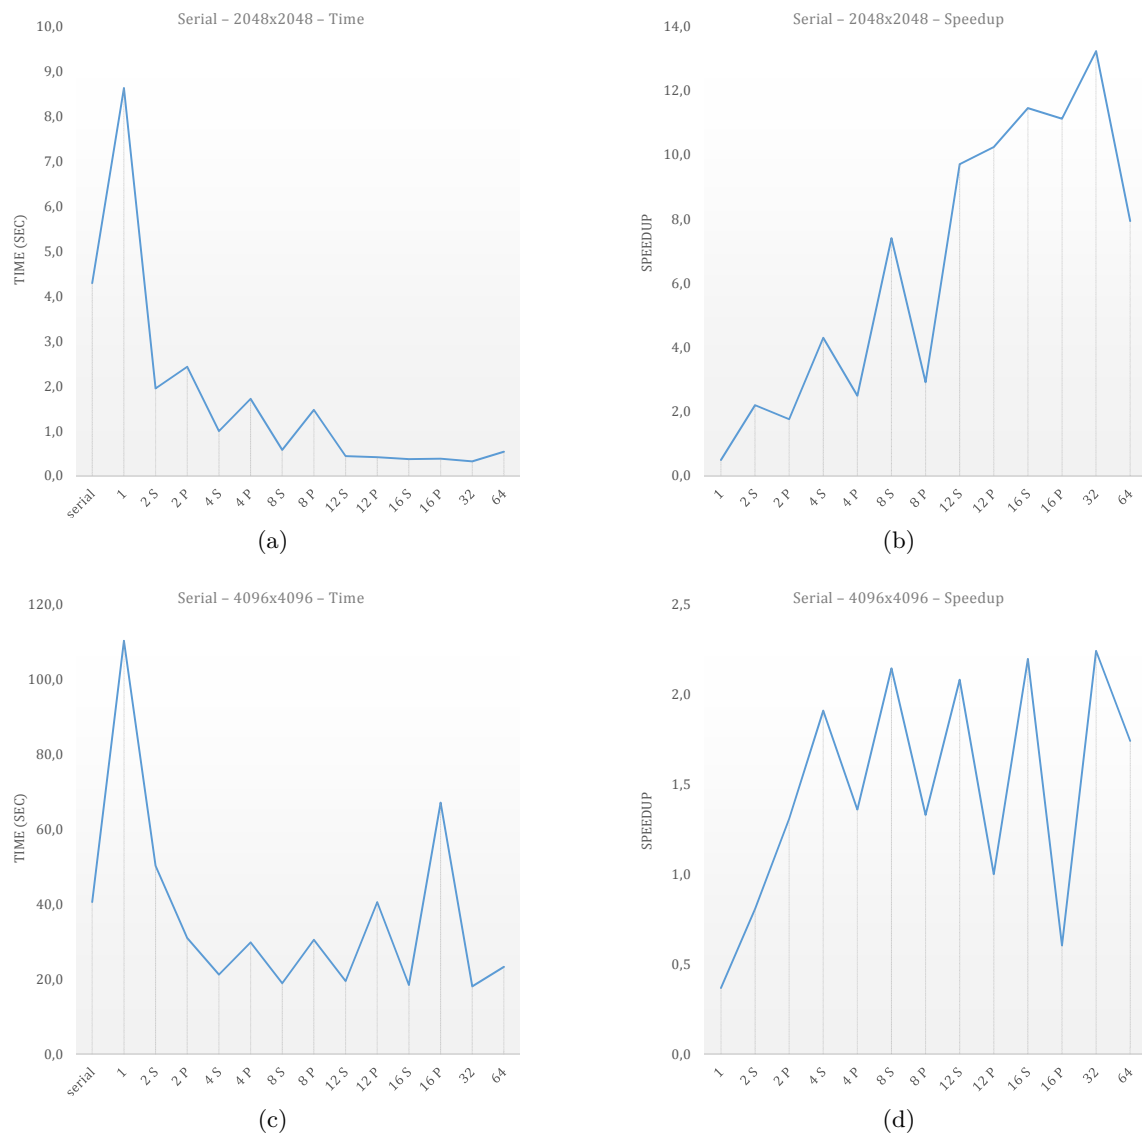 Serial – 2048x2048 – Time
TIME (SEC)
10,0
9,0
8,0
7,0
6,0
5,0
4,0
3,0
2,0
1,0
0,0
serial 1 2 S 2 P 4 S 4 P 8 S 8 P 12 S 12 P 16 S 16 P 32 64
(a)
Serial – 2048x2048 – Speedup
SPEEDUP
14,0
12,0
10,0
8,0
6,0
4,0
2,0
0,0
1 2 S 2 P 4 S 4 P 8 S 8 P 12 S 12 P 16 S 16 P 32 64
(b)
Serial – 4096x4096 – Time
TIME (SEC)
120,0
100,0
80,0
60,0
40,0
20,0
0,0
serial 1 2 S 2 P 4 S 4 P 8 S 8 P 12 S 12 P 16 S 16 P 32 64
(c)
Serial – 4096x4096 – Speedup
SPEEDUP
2,5
2,0
1,5
1,0
0,5
0,0
1 2 S 2 P 4 S 4 P 8 S 8 P 12 S 12 P 16 S 16 P 32 64
(d)